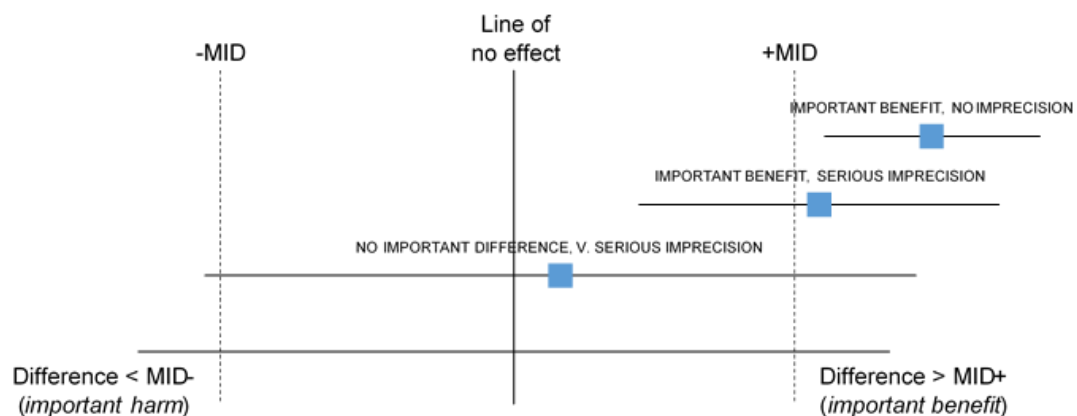 Line of
no effect
-MID
+MID
IMPORTANT BENEFIT, NO IMPRECISION
IMPORTANT BENEFIT, SERIOUS IMPRECISION
NO IMPORTANT DIFFERENCE, V. SERIOUS IMPRECISION
Difference < MID-
(important harm)
Difference > MID+
(important benefit)